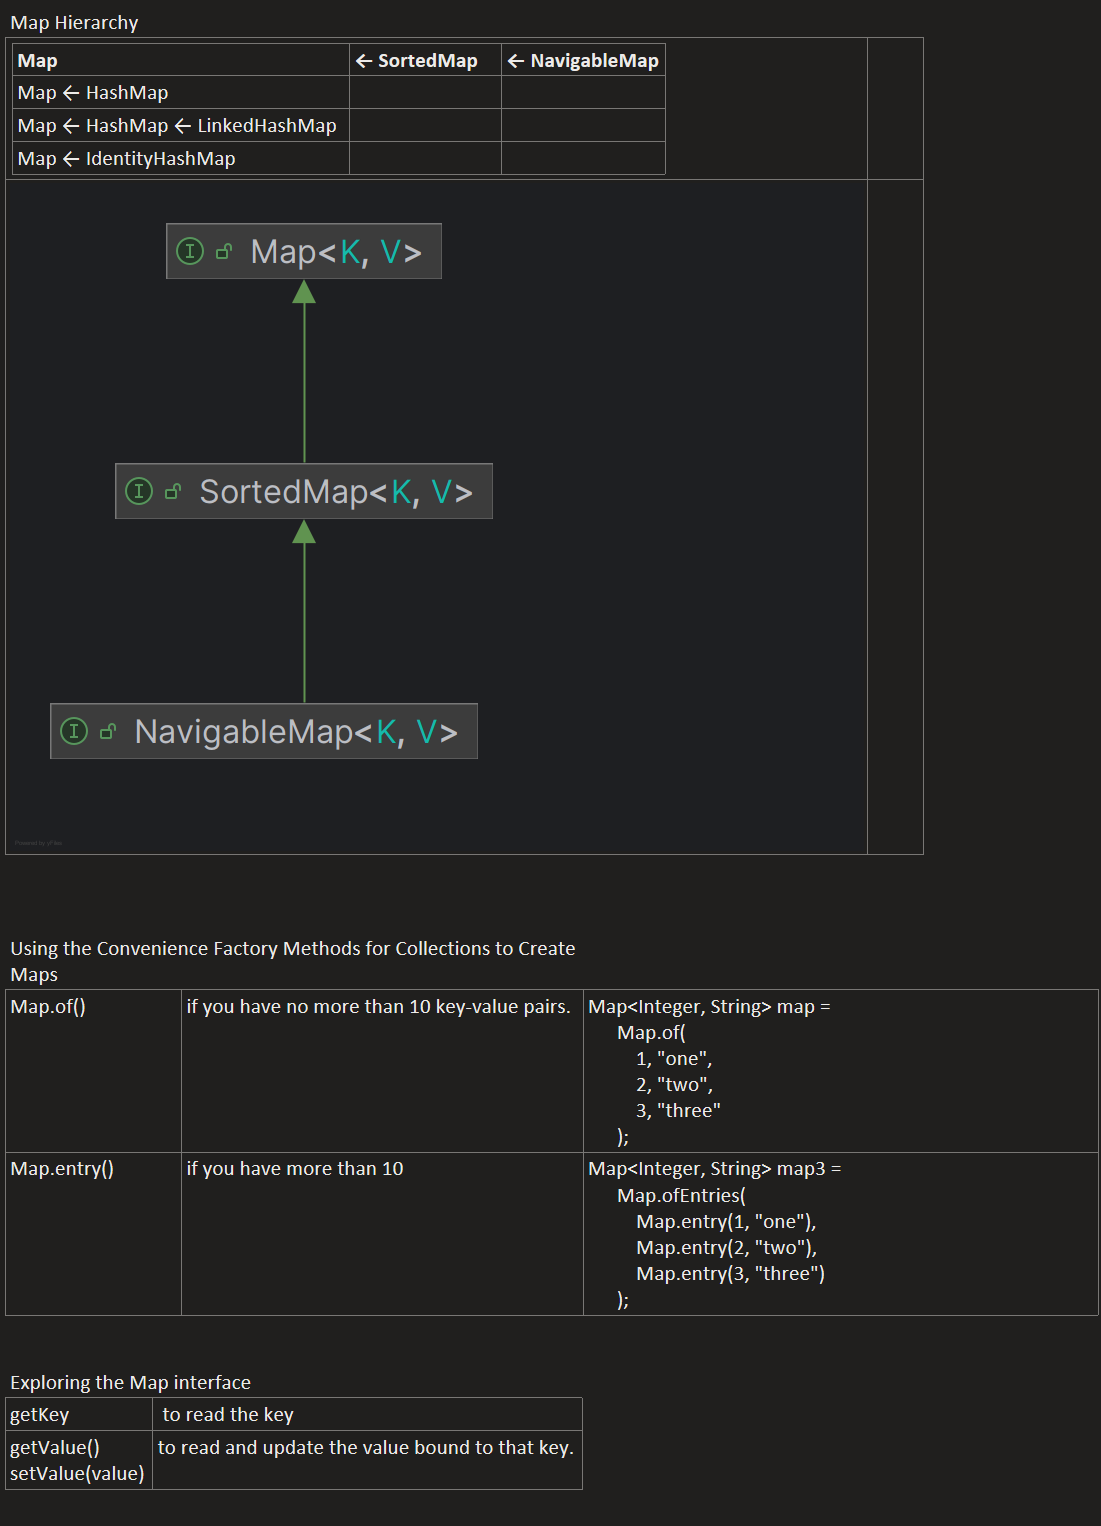 Map Hierarchy
Map ← SortedMap ← NavigableMap
Map ← HashMap
Map ← HashMap ← LinkedHashMap
Map ← IdentityHashMap
I Map<K, V>
I SortedMap<K, V>
I NavigableMap<K, V>
Powered by yFiles
Using the Convenience Factory Methods for Collections to Create
Maps
Map.of() if you have no more than 10 key-value pairs. Map<Integer, String> map =
Map.of(
1, "one",
2, "two",
3, "three"
);
Map.entry() if you have more than 10 Map<Integer, String> map3 =
Map.ofEntries(
Map.entry(1, "one"),
Map.entry(2, "two"),
Map.entry(3, "three")
);
Exploring the Map interface
getKey to read the key
getValue() to read and update the value bound to that key.
setValue(value)